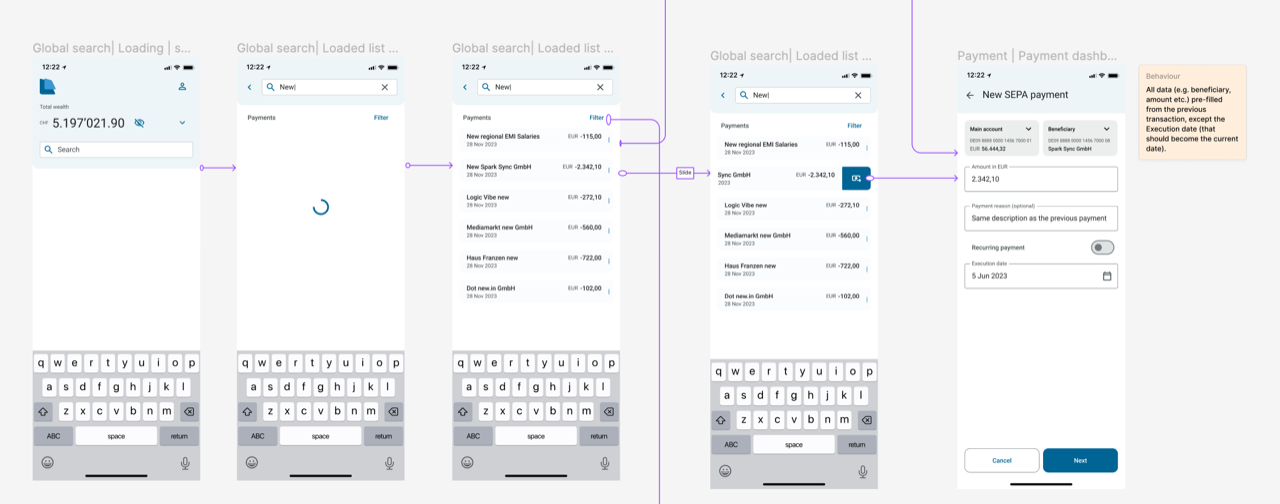 Global search| Loading | s...
12:22
Total wealth
CHF 5.197'021.90
Search
q w e r t y u i o p
a s d f g h j k l
z x c v b n m
ABC space return
Global search| Loaded list ...
12:22
New|
Payments Filter
q w e r t y u i o p
a s d f g h j k l
z x c v b n m
ABC space return
Global search| Loaded list ...
12:22
New|
Payments Filter
New regional EMI Salaries EUR -115,00
28 Nov 2023
New Spark Sync GmbH EUR -2.342,10
28 Nov 2023
Logic Vibe new EUR -272,10
28 Nov 2023
Mediamarkt new GmbH EUR -560,00
28 Nov 2023
Haus Franzen new EUR -722,00
28 Nov 2023
Dot new.in GmbH EUR -102,00
28 Nov 2023
q w e r t y u i o p
a s d f g h j k l
z x c v b n m
ABC space return
Slide
Global search| Loaded list ...
12:22
New|
Payments Filter
New regional EMI Salaries EUR -115,00
28 Nov 2023
Sync GmbH EUR -2.342,10
2023
Logic Vibe new EUR -272,10
28 Nov 2023
Mediamarkt new GmbH EUR -560,00
28 Nov 2023
Haus Franzen new EUR -722,00
28 Nov 2023
Dot new.in GmbH EUR -102,00
28 Nov 2023
q w e r t y u i o p
a s d f g h j k l
z x c v b n m
ABC space return
Payment | Payment dashb...
12:22
New SEPA payment
Main account
EUR 56.444,32
Beneficiary
Spark Sync GmbH
Amount in EUR
2.342,10
Payment reason (optional)
Same description as the previous payment
Recurring payment
Execution date
5 Jun 2023
Cancel Next
Behaviour
All data (e.g. beneficiary,
amount etc.) pre-filled
from the previous
transaction, except the
Execution date (that
should become the current
date).